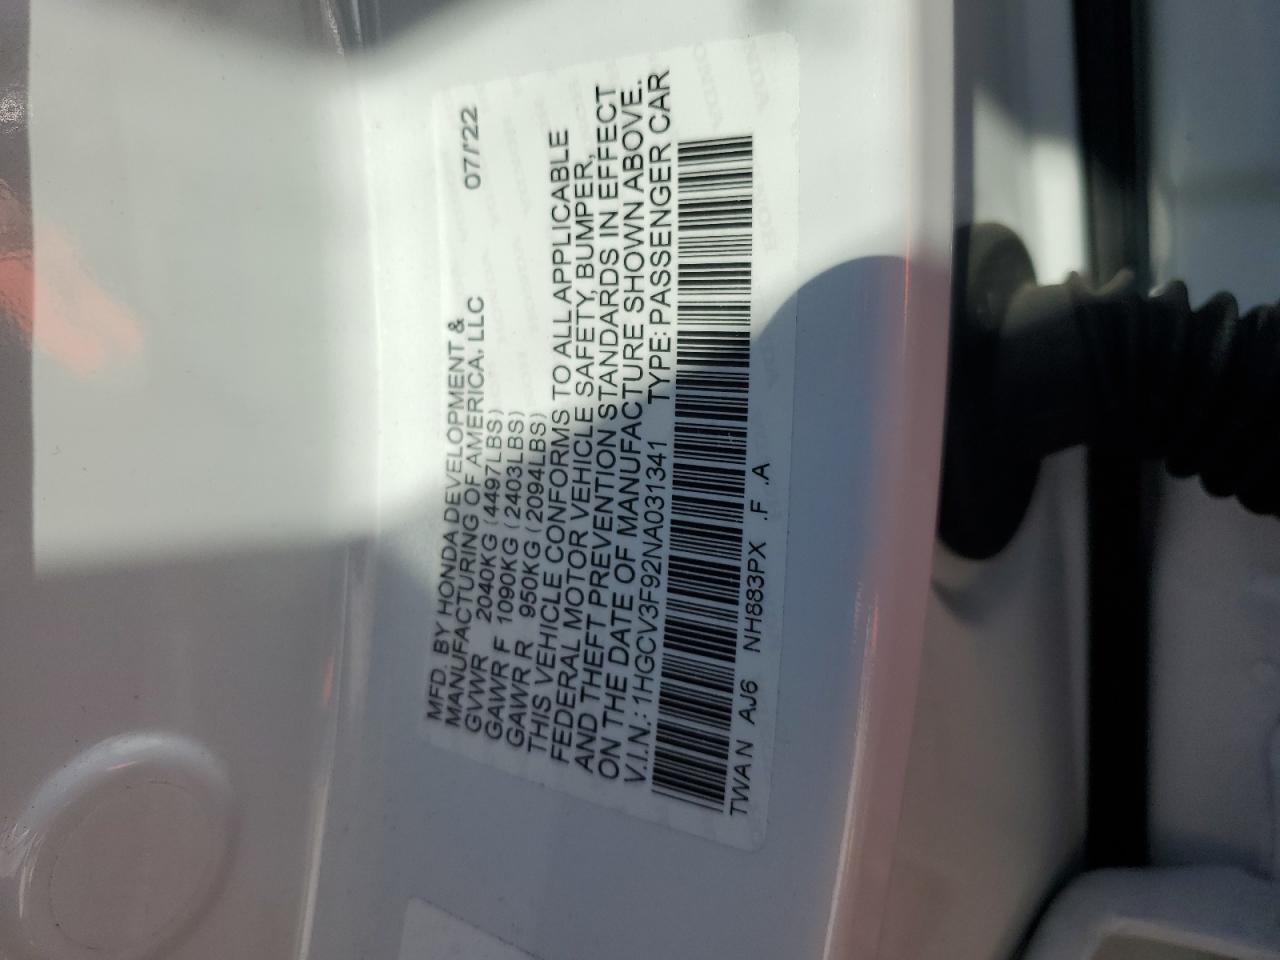 MFD. BY HONDA DEVELOPMENT &
MANUFACTURING OF AMERICA, LLC 07/'22
GVWR 2040KG (4497LBS)
GAWR F 1090KG (2403LBS)
GAWR R 950KG (2094LBS)
THIS VEHICLE CONFORMS TO ALL APPLICABLE
FEDERAL MOTOR VEHICLE SAFETY, BUMPER,
AND THEFT PREVENTION STANDARDS IN EFFECT
ON THE DATE OF MANUFACTURE SHOWN ABOVE.
V.I.N.: 1HGCV3F92NA031341 TYPE: PASSENGER CAR
TWAN AJ6 NH883PX .F .A